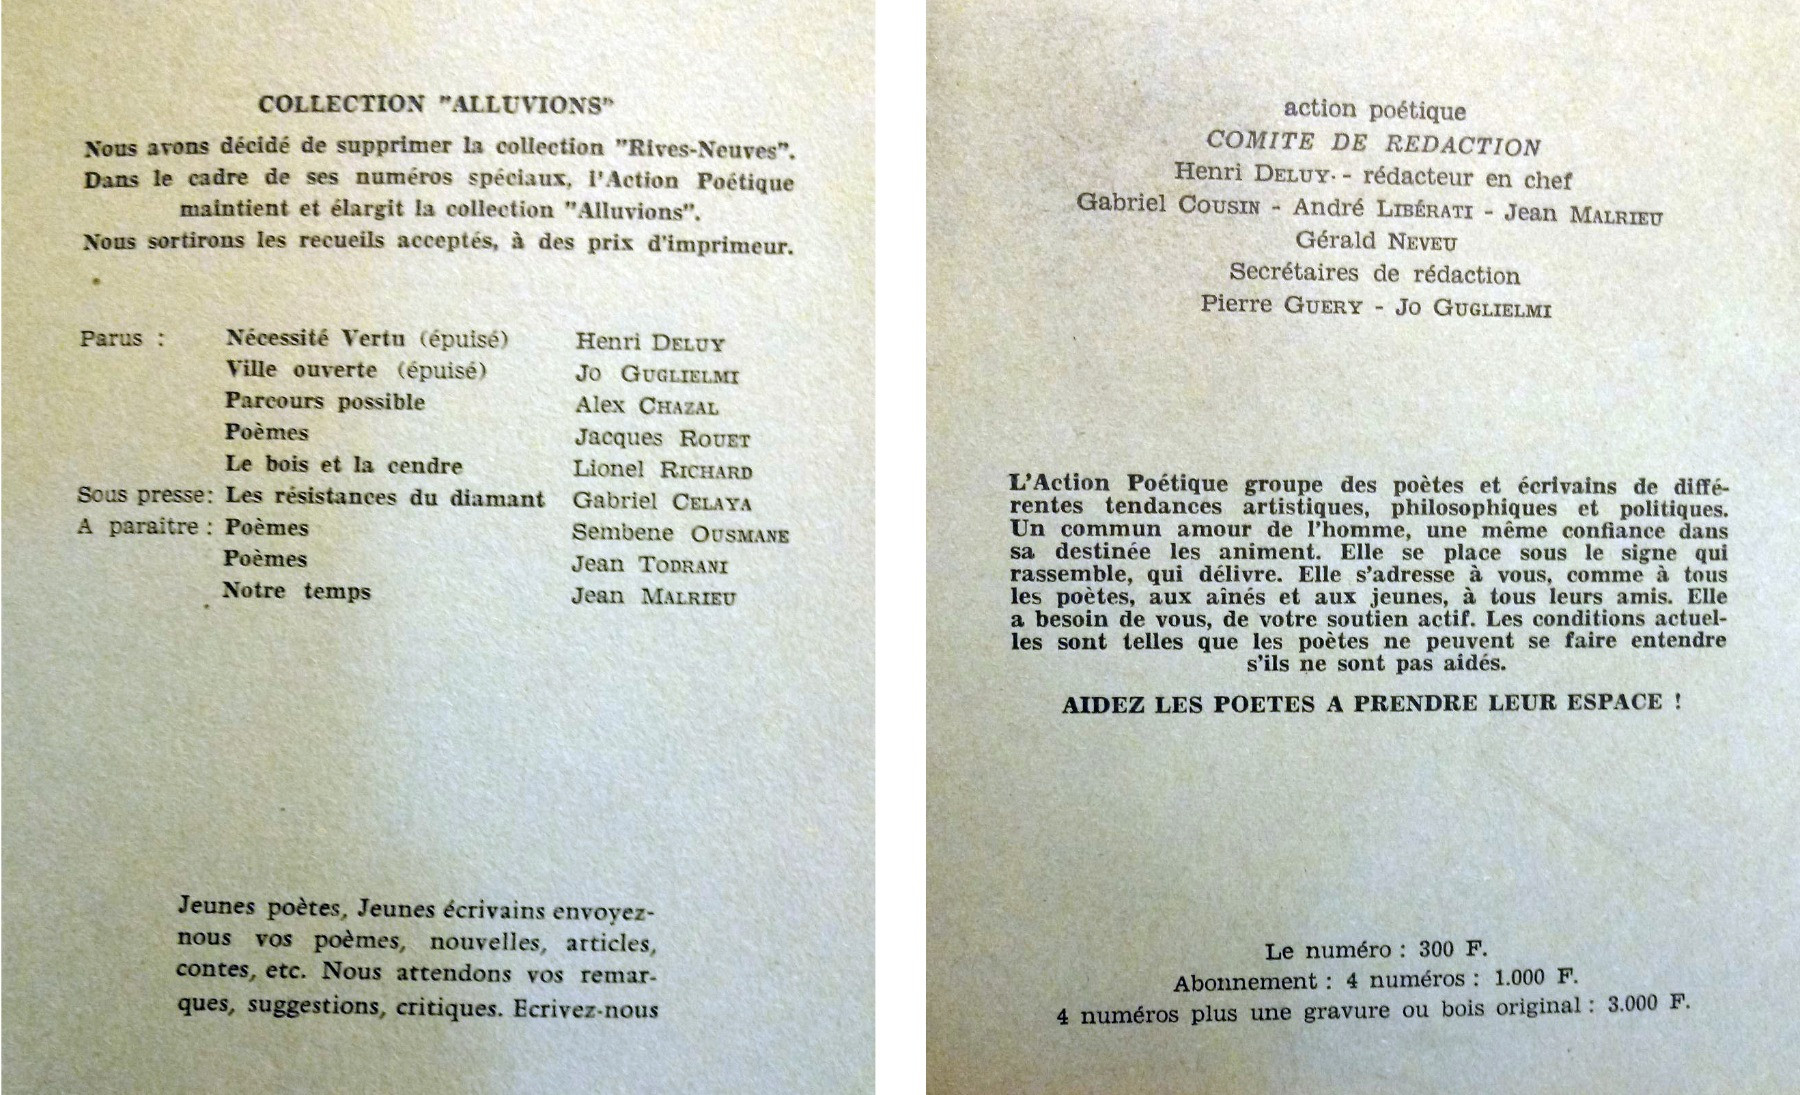 COLLECTION "ALLUVIONS"
Nous avons décidé de supprimer la collection "Rives-Neuves".
Dans le cadre de ses numéros spéciaux, l'Action Poétique
maintient et élargit la collection "Alluvions".
Nous sortirons les recueils acceptés, à des prix d'imprimeur.
Parus : Nécessité Vertu (épuisé) Henri DELUY
Ville ouverte (épuisé) Jo GUGLIELMI
Parcours possible Alex CHAZAL
Poèmes Jacques ROUET
Le bois et la cendre Lionel RICHARD
Sous presse: Les résistances du diamant Gabriel CELAYA
A paraitre : Poèmes Sembene OUSMANE
Poèmes Jean TODRANI
Notre temps Jean MALRIEU
Jeunes poètes, Jeunes écrivains envoyez-
nous vos poèmes, nouvelles, articles,
contes, etc. Nous attendons vos remar-
ques, suggestions, critiques. Ecrivez-nous
action poétique
COMITE DE REDACTION
Henri DELUY - rédacteur en chef
Gabriel COUSIN - André LIBÉRATI - Jean MALRIEU
Gérald NEVEU
Secrétaires de rédaction
Pierre GUERY - Jo GUGLIELMI
L'Action Poétique groupe des poètes et écrivains de diffé-
rentes tendances artistiques, philosophiques et politiques.
Un commun amour de l'homme, une même confiance dans
sa destinée les animent. Elle se place sous le signe qui
rassemble, qui délivre. Elle s'adresse à vous, comme à tous
les poètes, aux aînés et aux jeunes, à tous leurs amis. Elle
a besoin de vous, de votre soutien actif. Les conditions actuel-
les sont telles que les poètes ne peuvent se faire entendre
s'ils ne sont pas aidés.
AIDEZ LES POETES A PRENDRE LEUR ESPACE !
Le numéro : 300 F.
Abonnement : 4 numéros : 1.000 F.
4 numéros plus une gravure ou bois original : 3.000 F.